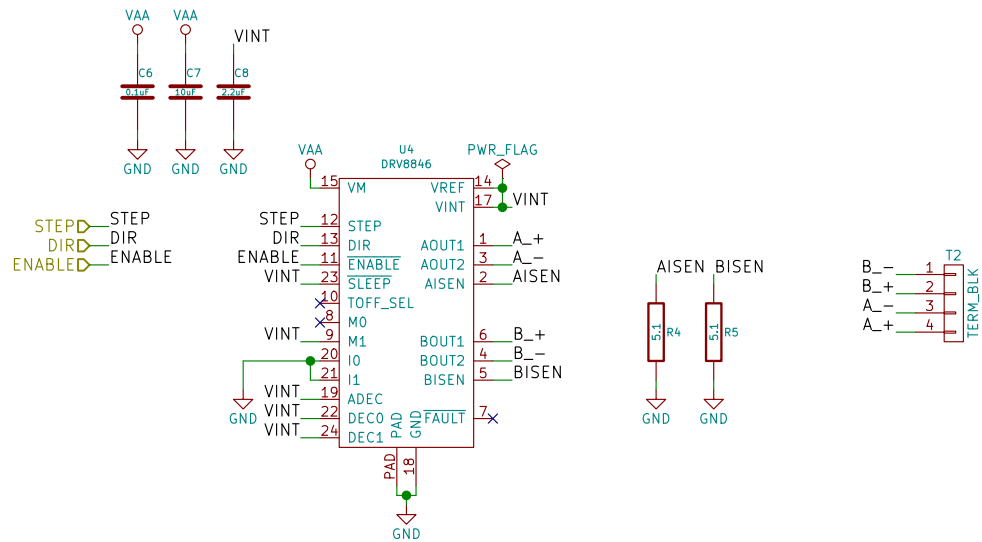 VAA VAA
VINT
C6 C7 C8
0.1uF 10uF 2.2uF
GND GND GND
VAA
U4
DRV8846
PWR_FLAG
15 VM VREF 14
VINT 17 VINT
STEP STEP
DIR DIR
ENABLE ENABLE
STEP 12 STEP
DIR 13 DIR AOUT1 1 A_+
ENABLE 11 ENABLE AOUT2 3 A_-
VINT 23 SLEEP AISEN 2 AISEN
10 TOFF_SEL
8 M0
VINT 9 M1 BOUT1 6 B_+
20 I0 BOUT2 4 B_-
21 I1 BISEN 5 BISEN
VINT 19 ADEC
VINT 22 DEC0 FAULT 7
VINT 24 DEC1
GND
PAD GND
PAD 18
GND
AISEN BISEN
5.1 R4 5.1 R5
GND GND
T2
B_- 1
B_+ 2
A_- 3
A_+ 4
TERM_BLK